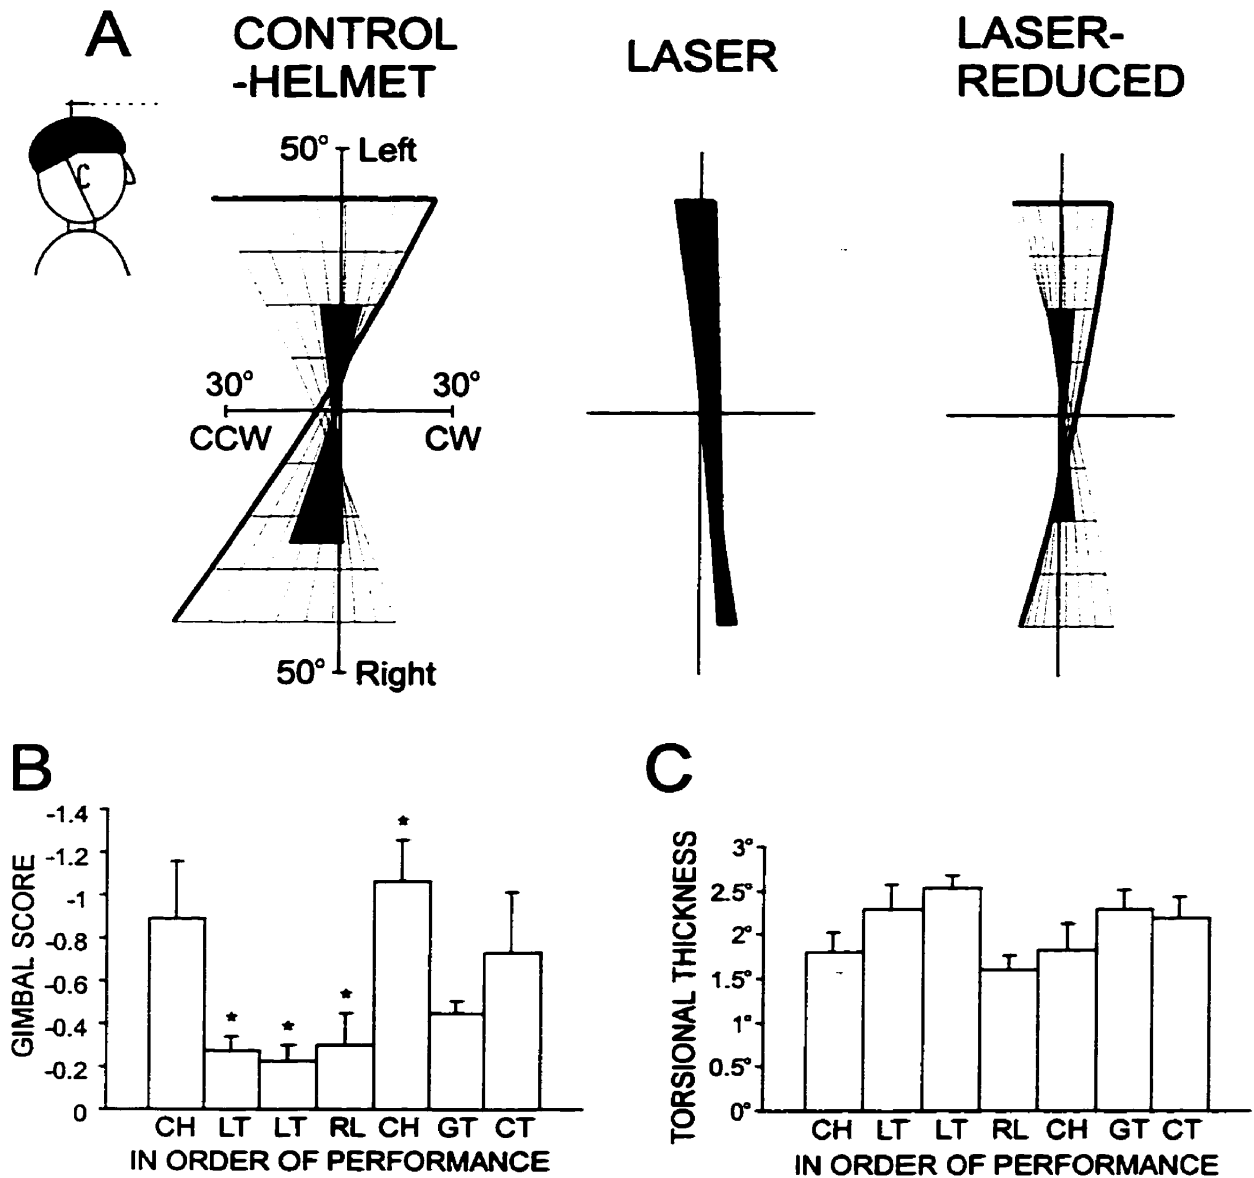 A
CONTROL
-HELMET
LASER
LASER-
REDUCED
50° Left
30° 30°
CCW CW
50° Right
B
-1.4
-1.2
-1
-0.8
-0.6
-0.4
-0.2
0
GIMBAL SCORE
* * * *
CH LT LT RL CH GT CT
IN ORDER OF PERFORMANCE
C
3°
2.5°
2°
1.5°
1°
0.5°
0°
TORSIONAL THICKNESS
CH LT LT RL CH GT CT
IN ORDER OF PERFORMANCE